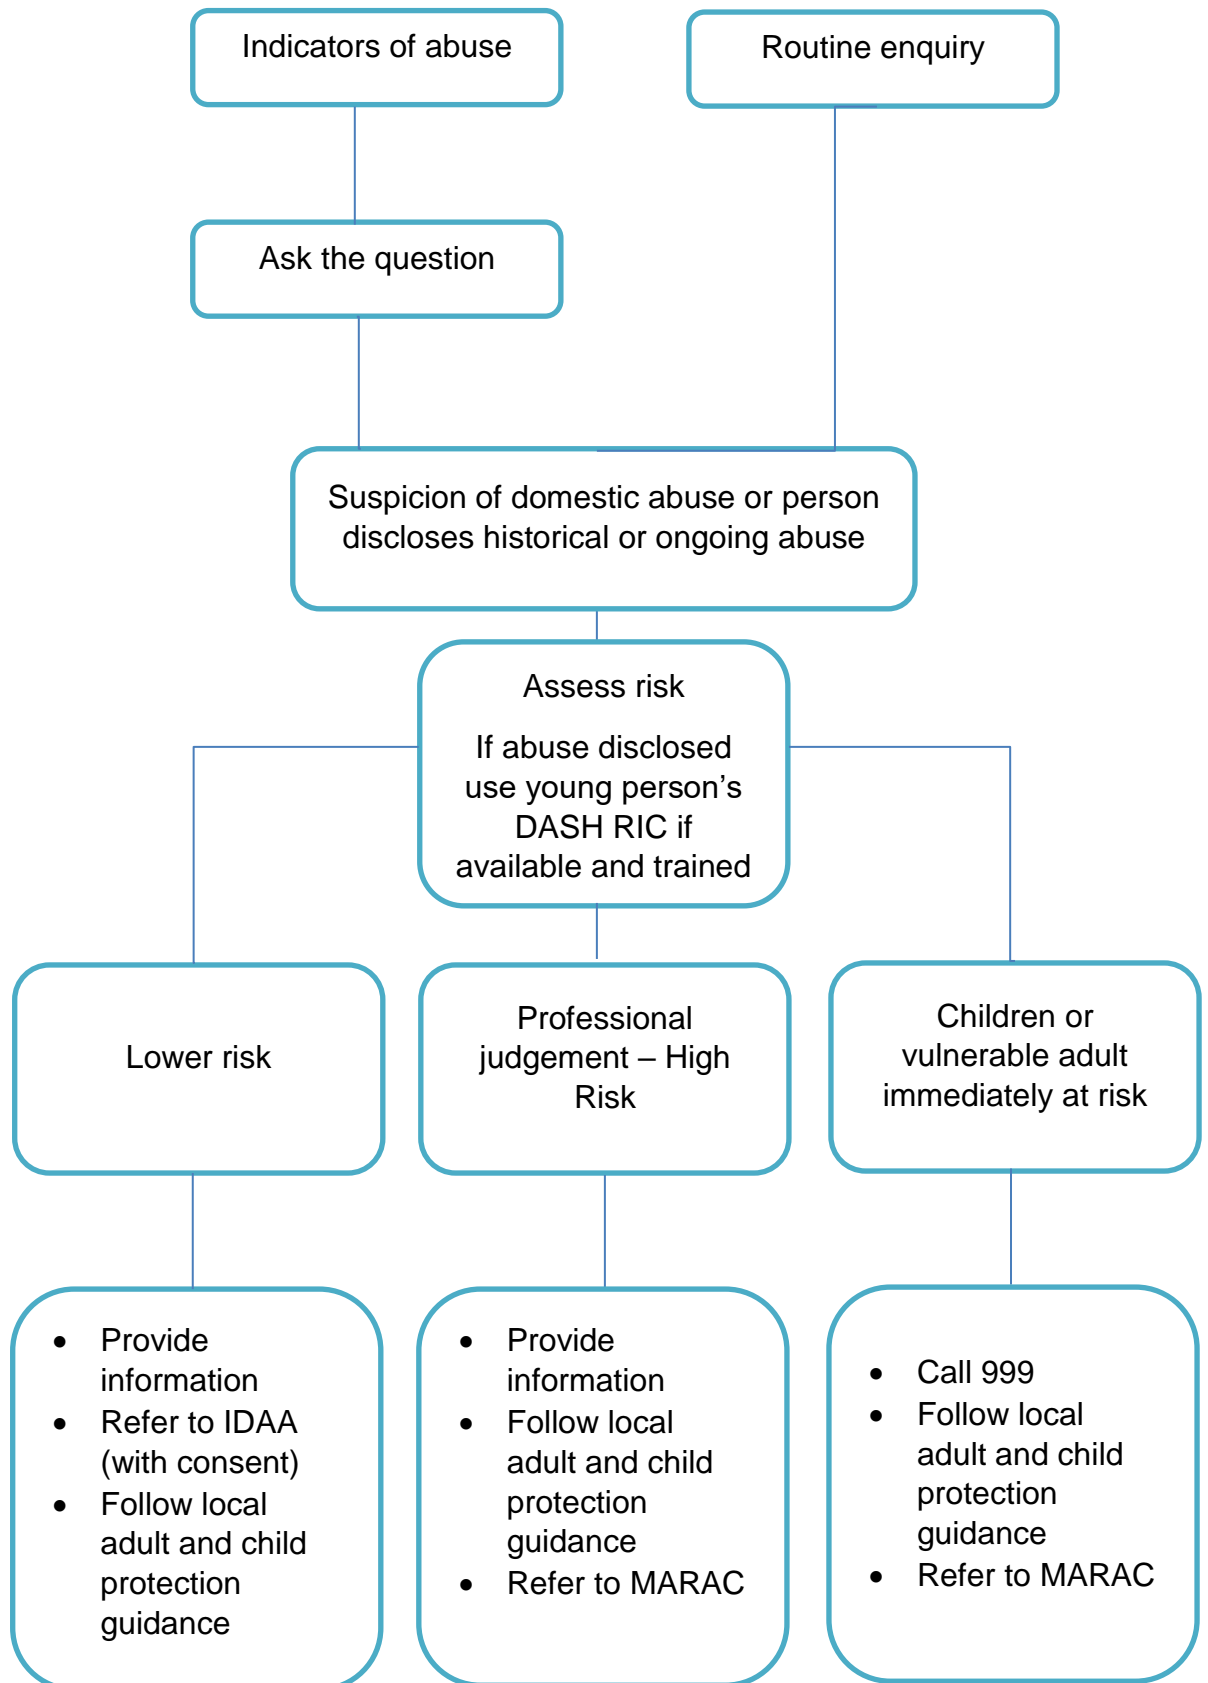 Indicators of abuse
Routine enquiry
Ask the question
Suspicion of domestic abuse or person
discloses historical or ongoing abuse
Assess risk
If abuse disclosed
use young person’s
DASH RIC if
available and trained
Lower risk
Professional
judgement – High
Risk
Children or
vulnerable adult
immediately at risk
• Provide
information
• Refer to IDAA
(with consent)
• Follow local
adult and child
protection
guidance
• Provide
information
• Follow local
adult and child
protection
guidance
• Refer to MARAC
• Call 999
• Follow local
adult and child
protection
guidance
• Refer to MARAC